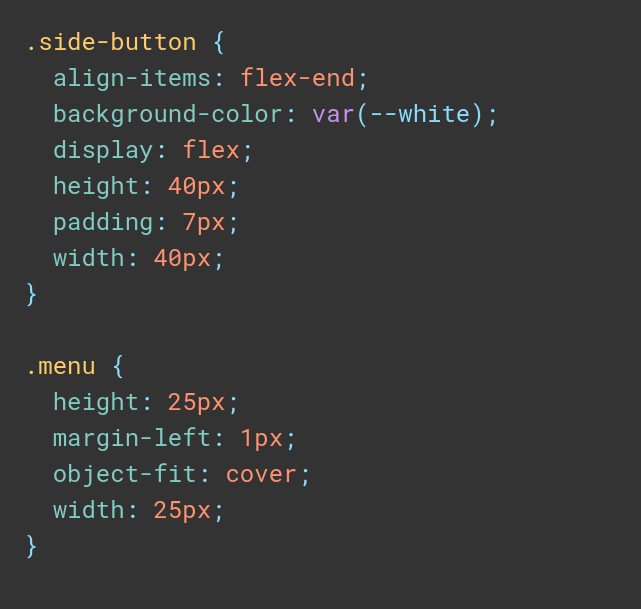 .side-button {
  align-items: flex-end;
  background-color: var(--white);
  display: flex;
  height: 40px;
  padding: 7px;
  width: 40px;
}

.menu {
  height: 25px;
  margin-left: 1px;
  object-fit: cover;
  width: 25px;
}